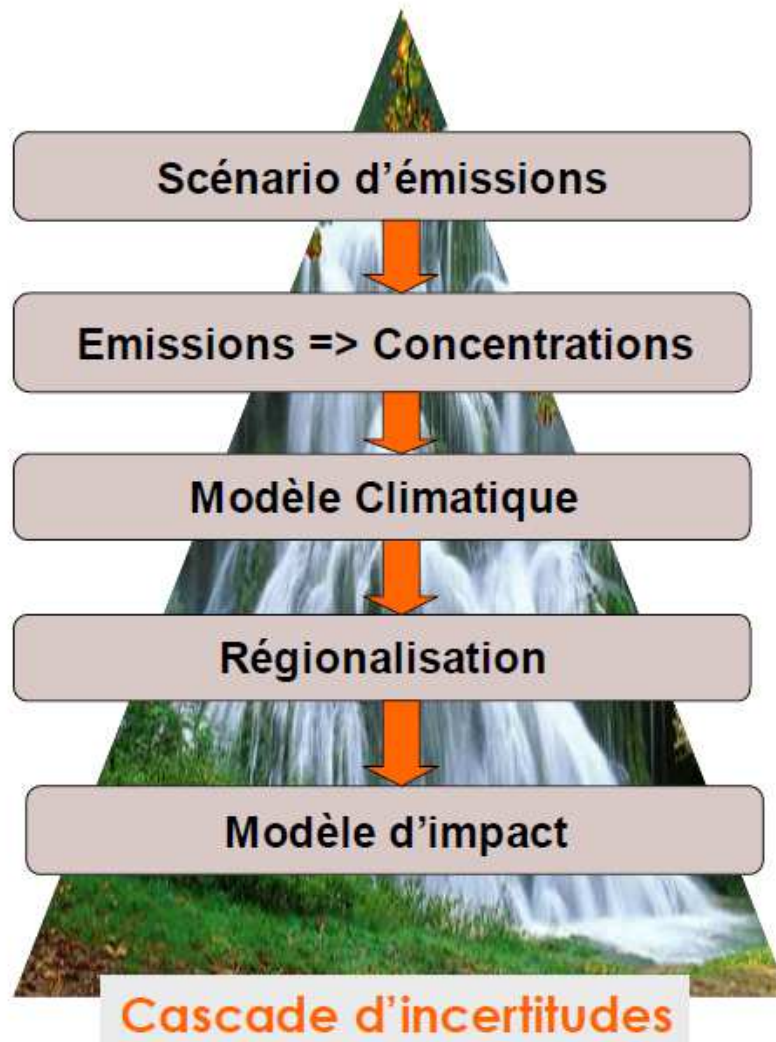 Scénario d'émissions
Emissions => Concentrations
Modèle Climatique
Régionalisation
Modèle d'impact
Cascade d'incertitudes